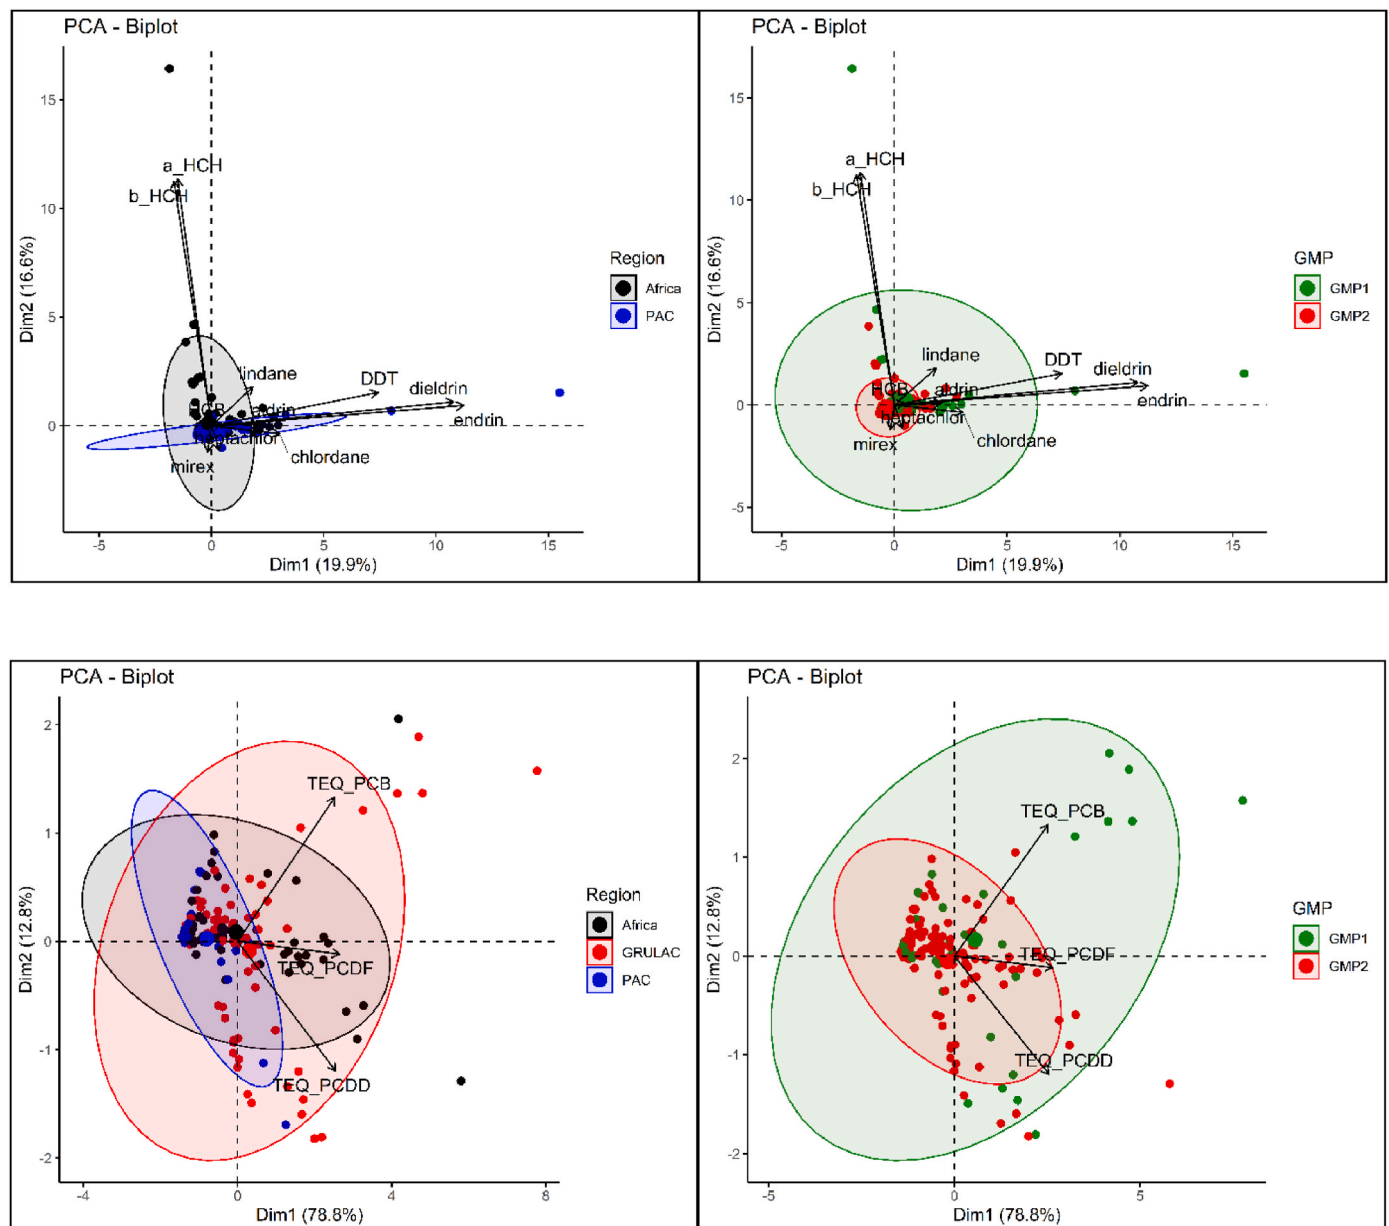 PCA - Biplot
15
10
5
0
-5
0
5
10
15
Dim1 (19.9%)
Dim2 (16.6%)
a_HCH
b_HCH
lindane
DDT
dieldrin
aldrin
endrin
heptachlor
chlordane
mirex
Region
Africa
PAC
PCA - Biplot
15
10
5
0
-5
-5
0
5
10
15
Dim1 (19.9%)
Dim2 (16.6%)
a_HCH
b_HCH
lindane
DDT
dieldrin
HCB
aldrin
endrin
heptachlor
chlordane
mirex
GMP
GMP1
GMP2
PCA - Biplot
2
1
0
-1
-2
-4
0
4
8
Dim1 (78.8%)
Dim2 (12.8%)
TEQ_PCB
TEQ_PCDF
TEQ_PCDD
Region
Africa
GRULAC
PAC
PCA - Biplot
2
1
0
-1
-2
-5
0
5
Dim1 (78.8%)
Dim2 (12.8%)
TEQ_PCB
TEQ_PCDF
TEQ_PCDD
GMP
GMP1
GMP2